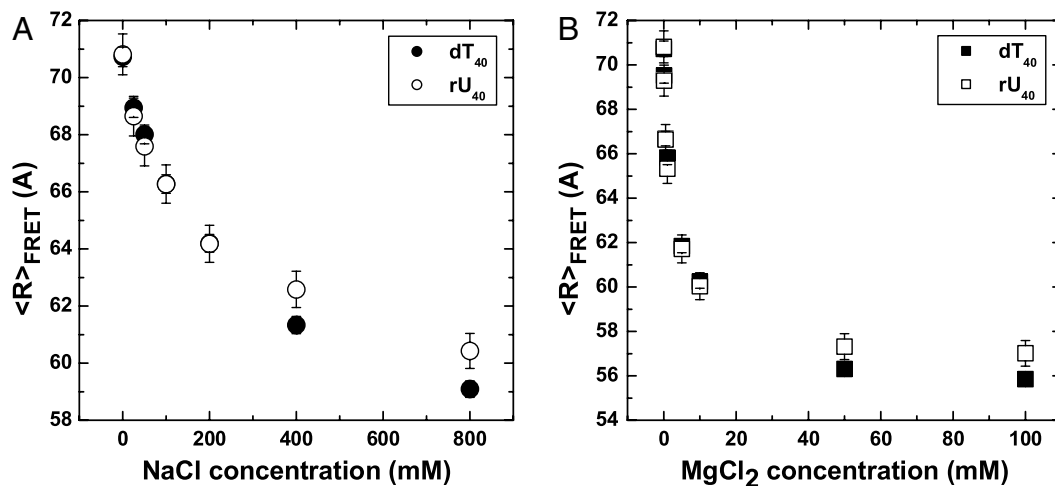 A
72
70
68
66
64
62
60
58
<R>FRET (A)
dT40
rU40
0 200 400 600 800
NaCl concentration (mM)
B
72
70
68
66
64
62
60
58
56
54
<R>FRET (A)
dT40
rU40
0 20 40 60 80 100
MgCl2 concentration (mM)